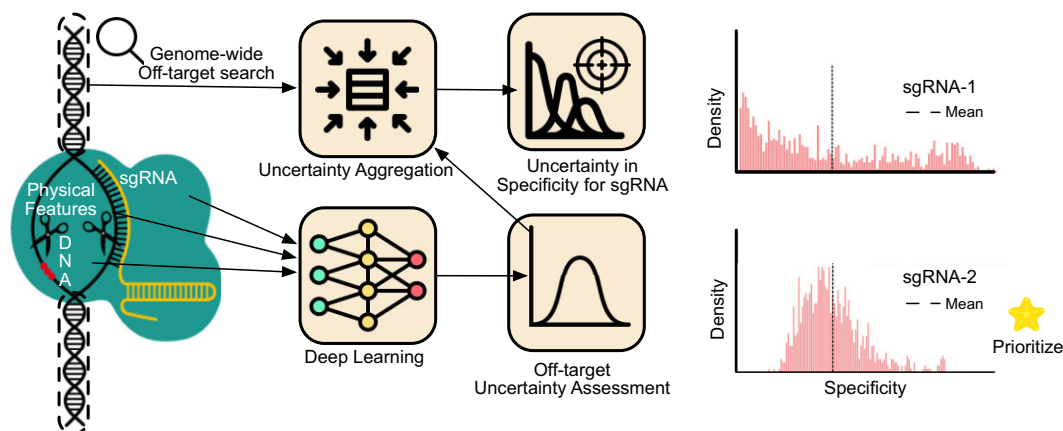 Genome-wide
Off-target search
Uncertainty Aggregation
Uncertainty in
Specificity for sgRNA
sgRNA
Physical
Features
D
N
A
Deep Learning
Off-target
Uncertainty Assessment
Density
sgRNA-1
Mean
Density
sgRNA-2
Mean
Specificity
Prioritize